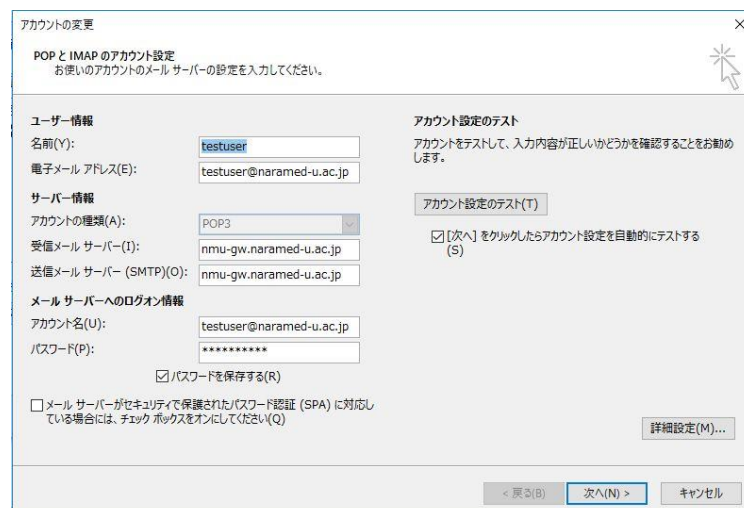 アカウントの変更
POP と IMAP のアカウント設定
お使いのアカウントのメール サーバーの設定を入力してください。
ユーザー情報
名前(Y):
testuser
電子メール アドレス(E):
testuser@naramed-u.ac.jp
サーバー情報
アカウントの種類(A):
POP3
受信メール サーバー(I):
nmu-gw.naramed-u.ac.jp
送信メール サーバー (SMTP)(O):
nmu-gw.naramed-u.ac.jp
メール サーバーへのログオン情報
アカウント名(U):
testuser@naramed-u.ac.jp
パスワード(P):
**********
パスワードを保存する(R)
メール サーバーがセキュリティで保護されたパスワード認証 (SPA) に対応し
ている場合には、チェック ボックスをオンにしてください(Q)
アカウント設定のテスト
アカウントをテストして、入力内容が正しいかどうかを確認することをお勧め
します。
アカウント設定のテスト(T)
[次へ] をクリックしたらアカウント設定を自動的にテストする
(S)
詳細設定(M)...
< 戻る(B)
次へ(N) >
キャンセル